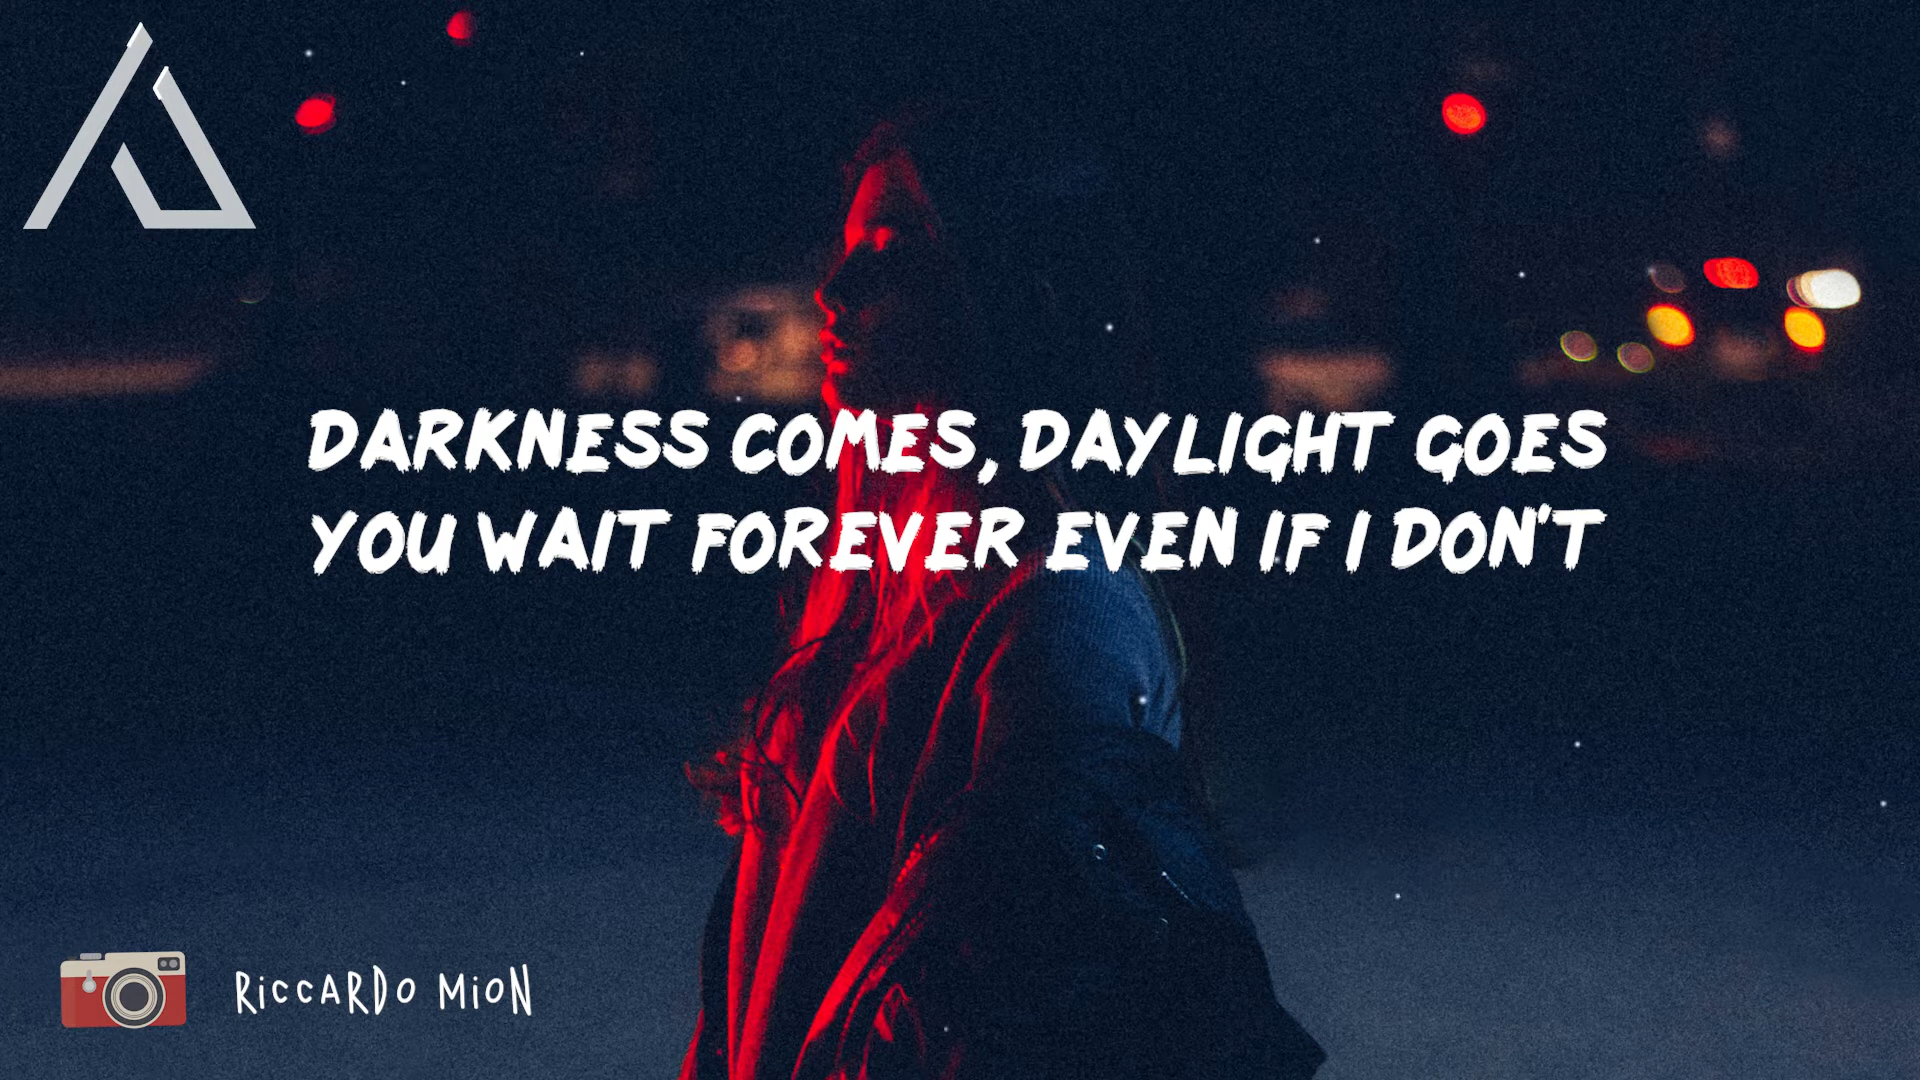 DARKNESS COMES, DAYLIGHT GOES
YOU WAIT FOREVER EVEN IF I DON'T
RiCCARDO MiON